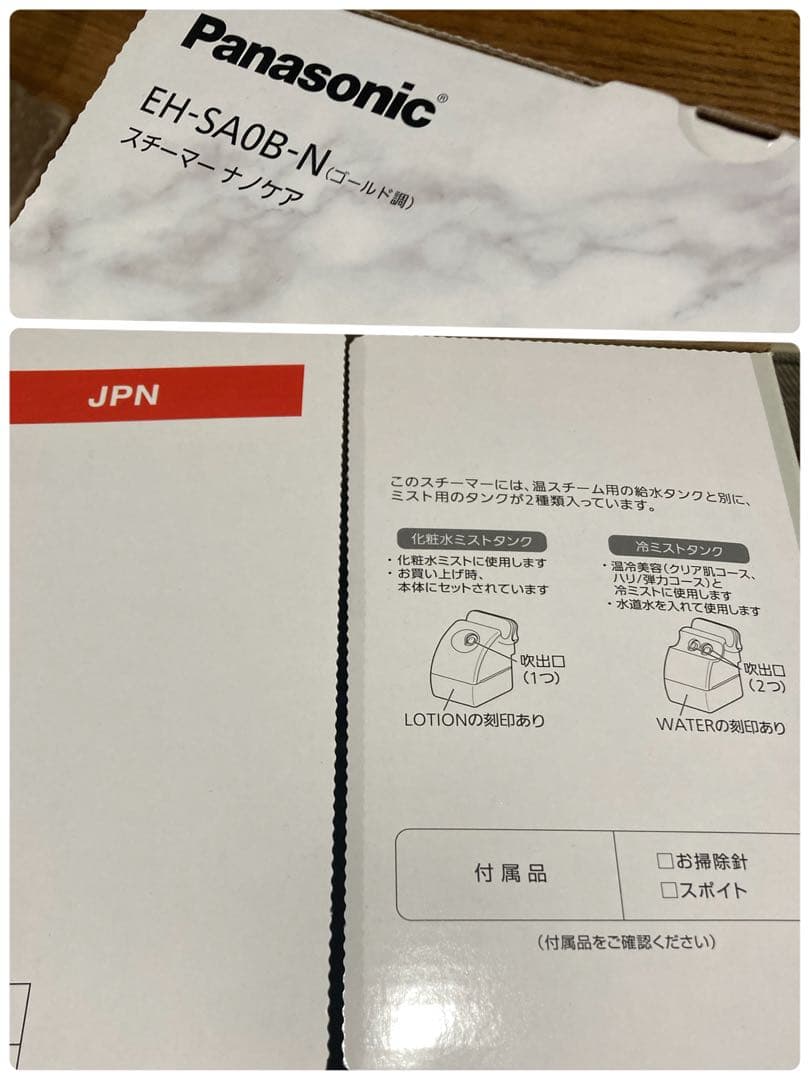 Panasonic®
EH-SA0B-N(ゴールド調)
スチーマー ナノケア
JPN
このスチーマーには、温スチーム用の給水タンクと別に、
ミスト用のタンクが2種類入っています。
化粧水ミストタンク
・化粧水ミストに使用します
・お買い上げ時、
本体にセットされています
吹出口
(1つ)
LOTIONの刻印あり
冷ミストタンク
・温冷美容(クリア肌コース、
ハリ/弾力コース)と
冷ミストに使用します
・水道水を入れて使用します
吹出口
(2つ)
WATERの刻印あり
付属品
□お掃除針
□スポイト
(付属品をご確認ください)